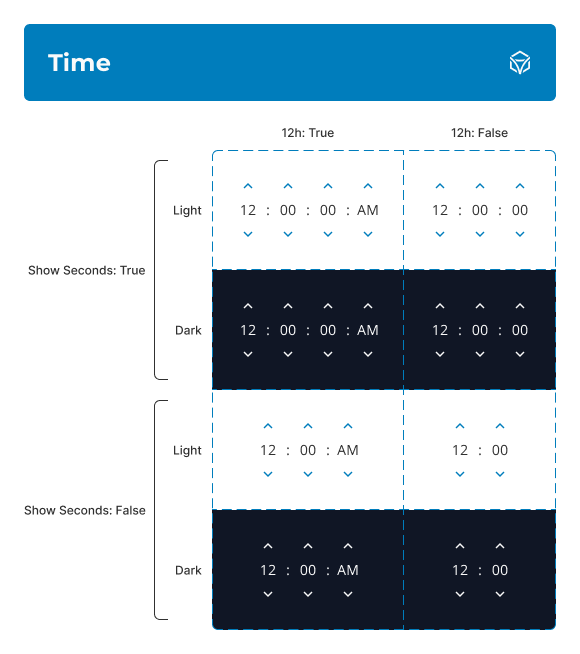 Time
12h: True 12h: False
Light 12 : 00 : 00 : AM 12 : 00 : 00
Show Seconds: True
Dark 12 : 00 : 00 : AM 12 : 00 : 00
Light 12 : 00 : AM 12 : 00
Show Seconds: False
Dark 12 : 00 : AM 12 : 00